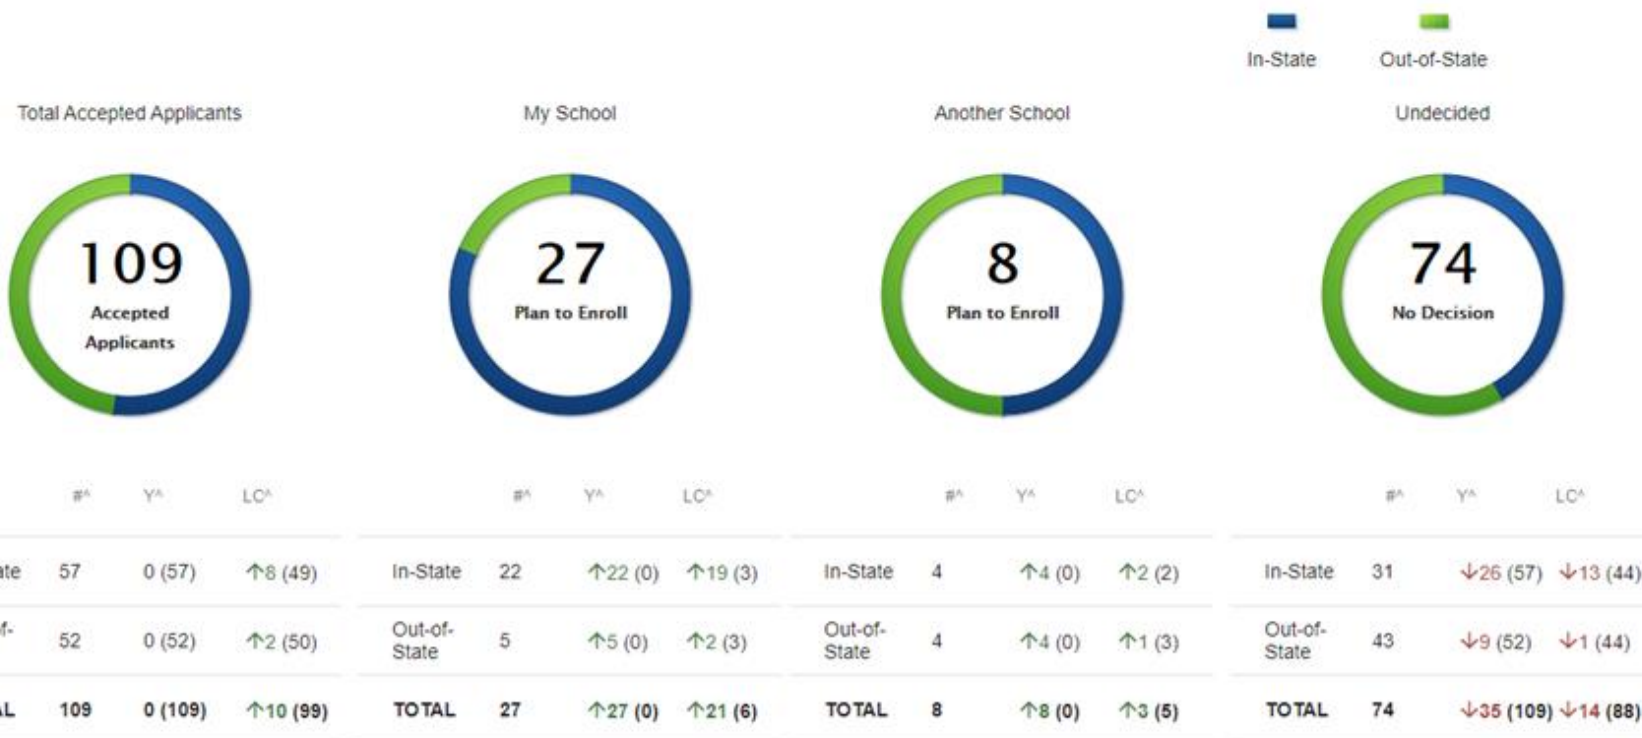 In-State Out-of-State
Total Accepted Applicants My School Another School Undecided
109 27 8 74
Accepted Plan to Enroll Plan to Enroll No Decision
Applicants
#^ Y^ LC^ #^ Y^ LC^ #^ Y^ LC^ #^ Y^ LC^
ate 57 0 (57) ↑8 (49) In-State 22 ↑22 (0) ↑19 (3) In-State 4 ↑4 (0) ↑2 (2) In-State 31 ↓26 (57) ↓13 (44)
f- Out-of- Out-of- Out-of-
52 0 (52) ↑2 (50) State 5 ↑5 (0) ↑2 (3) State 4 ↑4 (0) ↑1 (3) State 43 ↓9 (52) ↓1 (44)
L 109 0 (109) ↑10 (99) TOTAL 27 ↑27 (0) ↑21 (6) TOTAL 8 ↑8 (0) ↑3 (5) TOTAL 74 ↓35 (109) ↓14 (88)